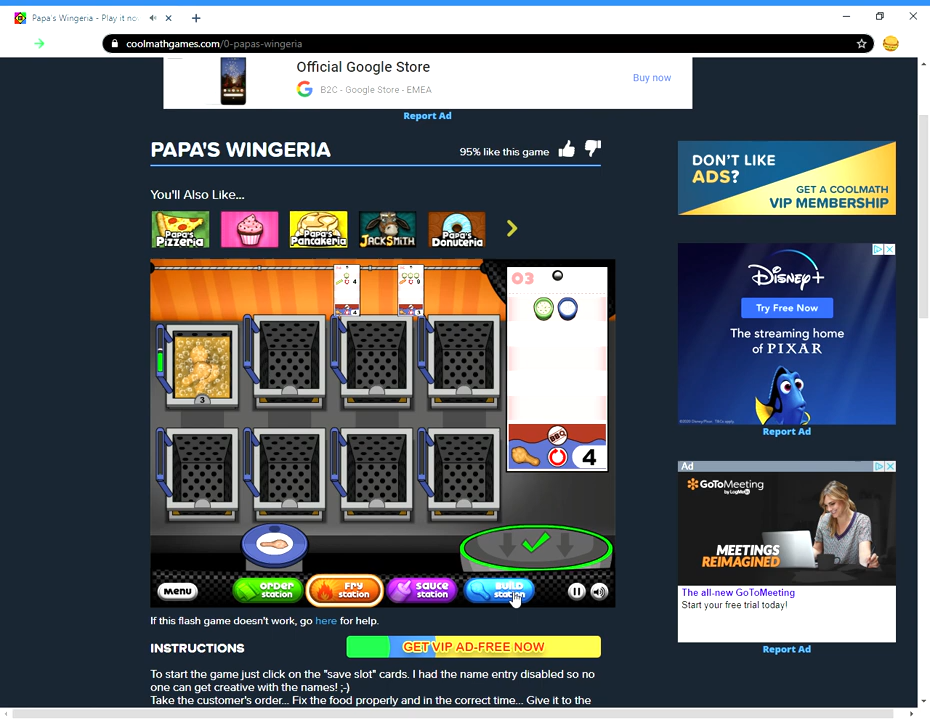 Papa's Wingeria - Play it no
coolmathgames.com/0-papas-wingeria
Official Google Store
B2C - Google Store - EMEA
Buy now
Report Ad
PAPA'S WINGERIA
95% like this game
You'll Also Like...
Papa's Pizzeria
Papa's Pancakeria
JACKSMITH
Papa's Donuteria
DON'T LIKE
ADS?
GET A COOLMATH
VIP MEMBERSHIP
Disney+
Try Free Now
The streaming home
of PIXAR
Report Ad
4
03
BBQ
4
3
MENU
ORDER
STATION
FRY
STATION
SAUCE
STATION
BUILD
STATION
Ad
GoToMeeting
by LogMeIn
MEETINGS
REIMAGINED
The all-new GoToMeeting
Start your free trial today!
Report Ad
If this flash game doesn't work, go here for help.
INSTRUCTIONS
GET VIP AD-FREE NOW
To start the game just click on the "save slot" cards. I had the name entry disabled so no
one can get creative with the names! ;-)
Take the customer's order... Fix the food properly and in the correct time... Give it to the